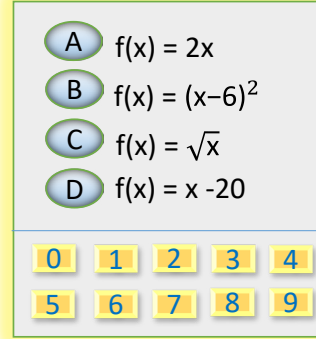 A f(x) = 2x
B f(x) = (x−6)²
C f(x) = √x
D f(x) = x -20
0 1 2 3 4
5 6 7 8 9